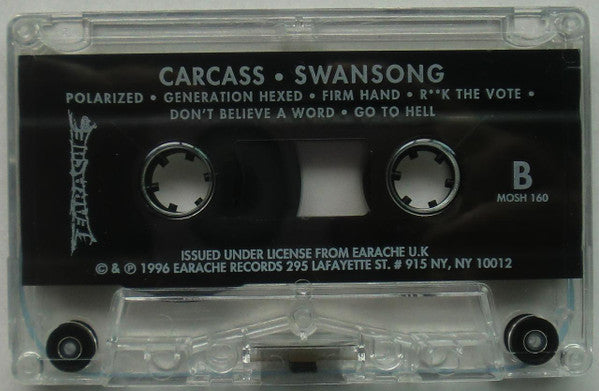 CARCASS • SWANSONG
POLARIZED • GENERATION HEXED • FIRM HAND • R**K THE VOTE •
DON'T BELIEVE A WORD • GO TO HELL
EARACHE
B
MOSH 160
ISSUED UNDER LICENSE FROM EARACHE U.K
© & ℗ 1996 EARACHE RECORDS 295 LAFAYETTE ST. # 915 NY, NY 10012